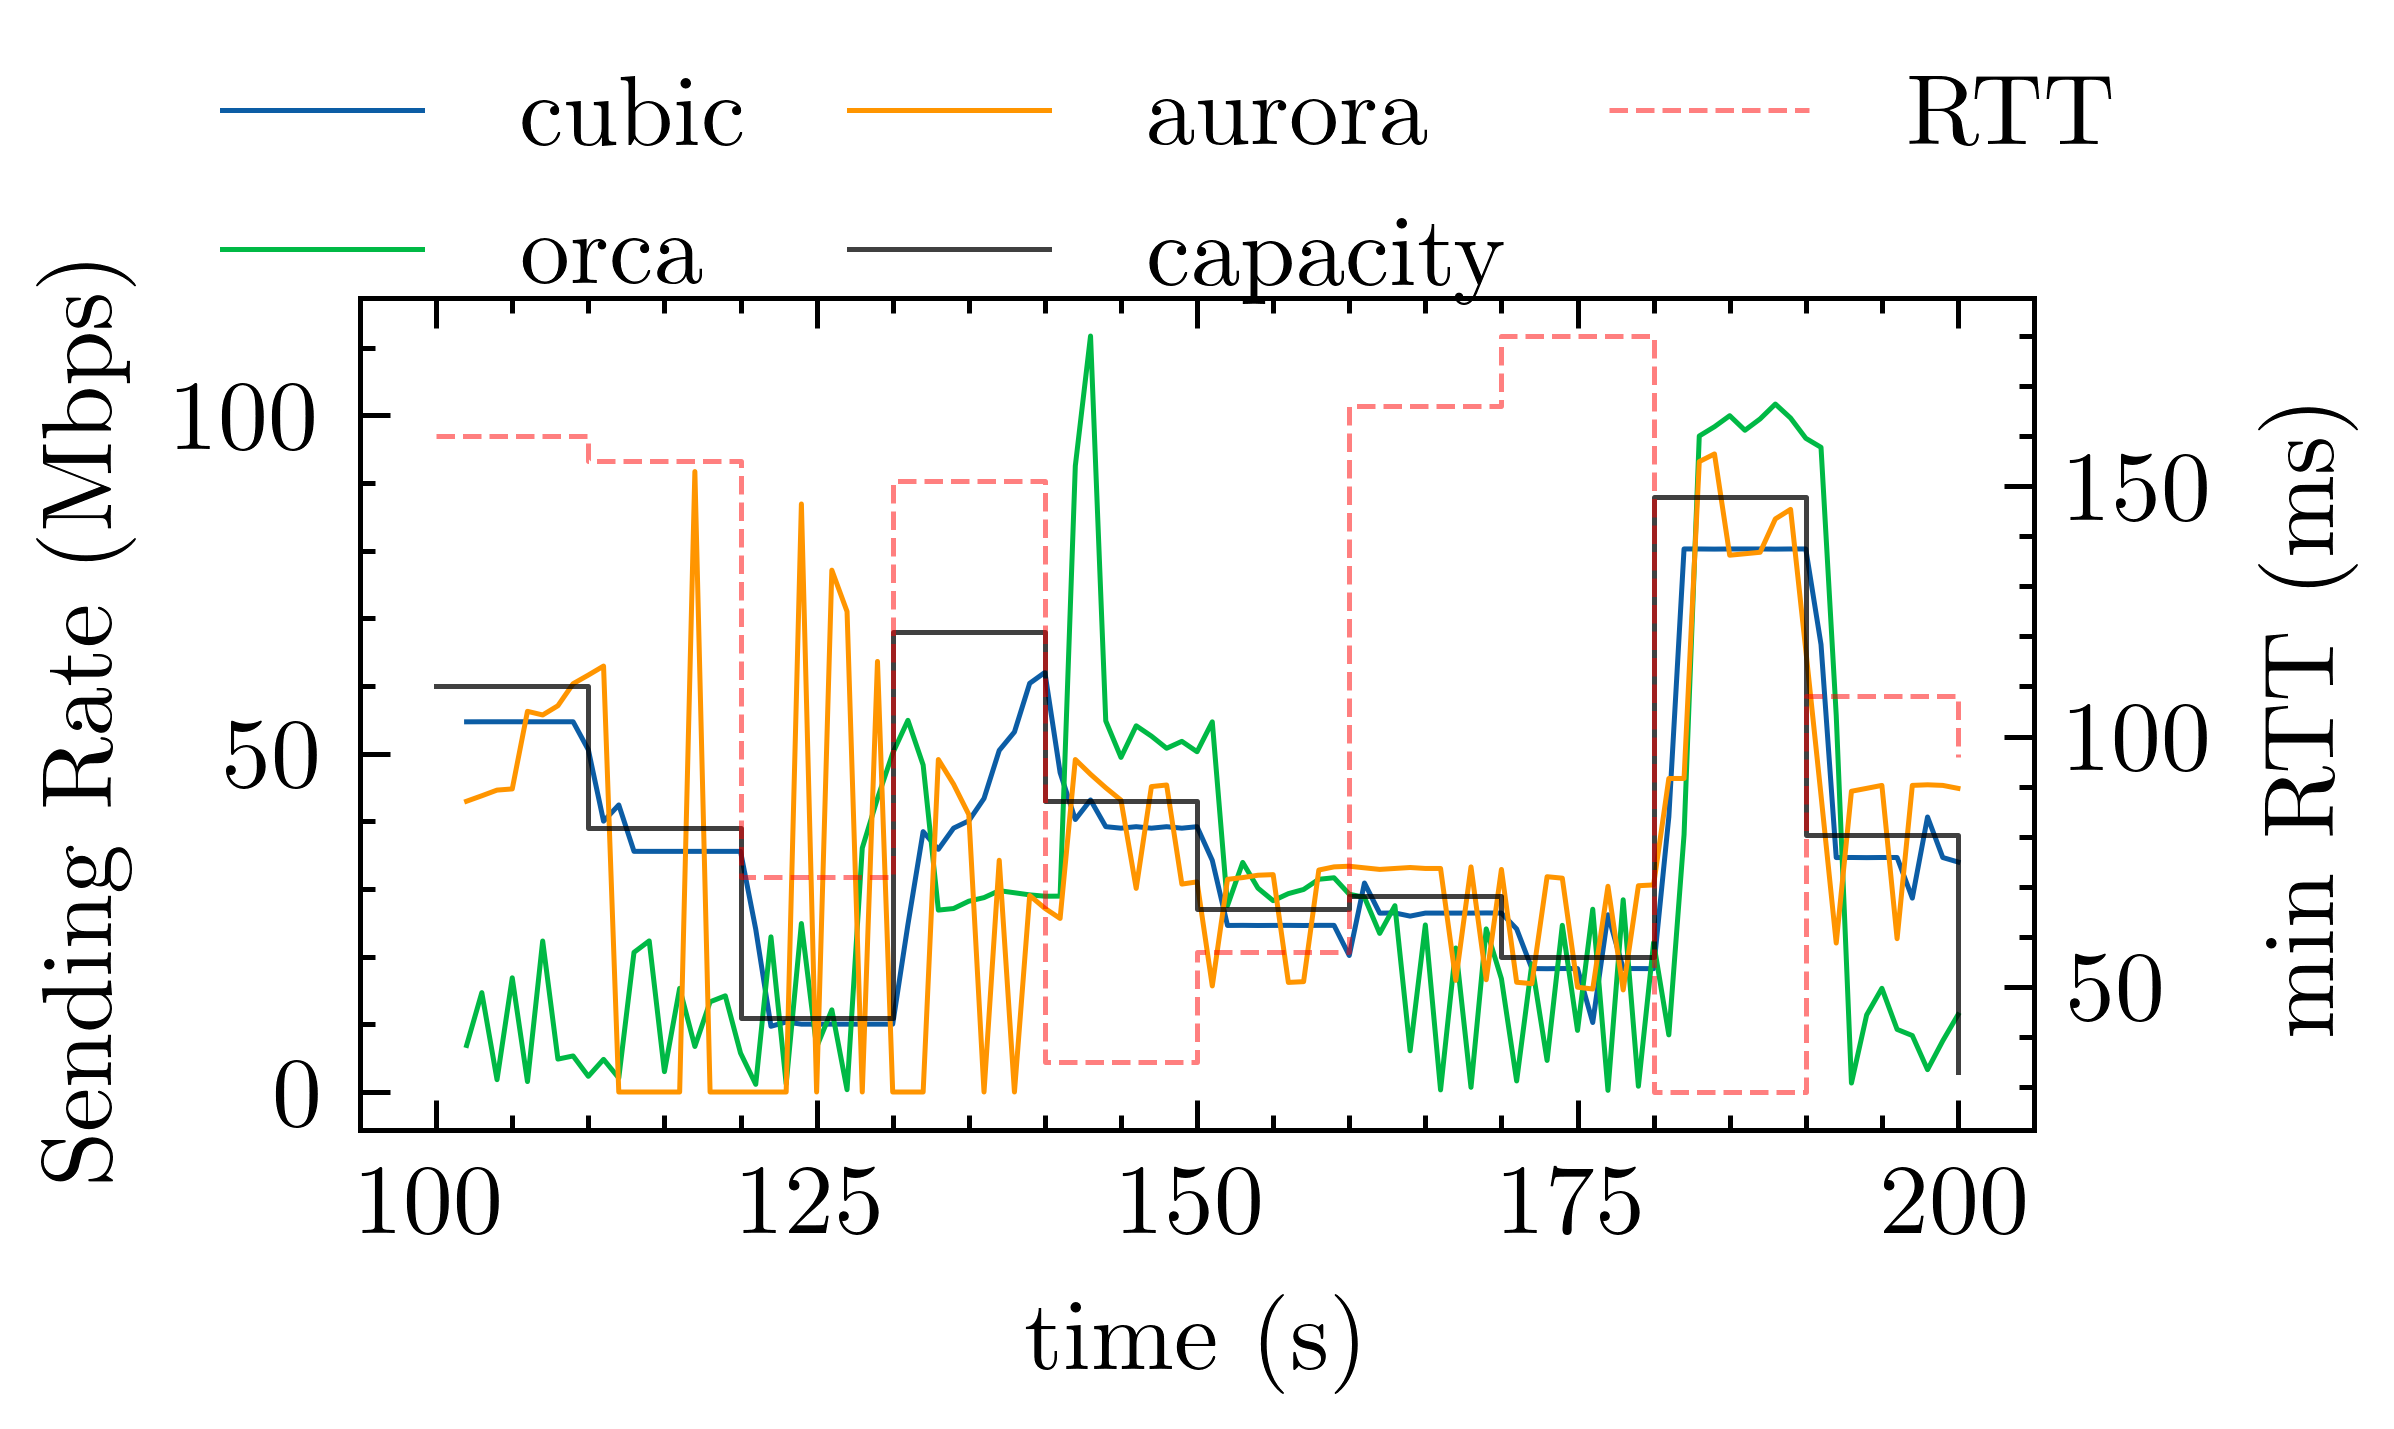 cubic aurora RTT
orca capacity
Sending Rate (Mbps)
100
50
0
150
100
50
min RTT (ms)
100 125 150 175 200
time (s)